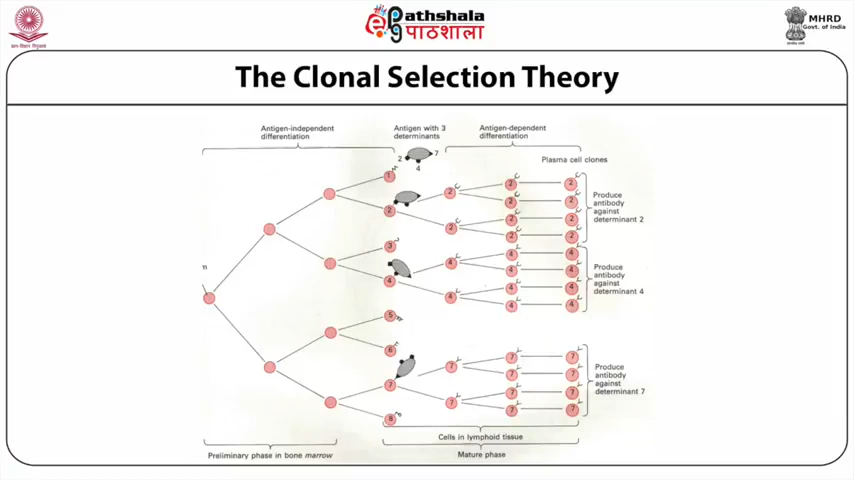 ePathshala
पाठशाला
MHRD
Govt. of India
The Clonal Selection Theory
Antigen-independent
differentiation
Antigen with 3
determinants
Antigen-dependent
differentiation
Plasma cell clones
2
7
4
1
2
3
4
5
6
7
8
m
2
2
2
2
2
2
2
2
2
2
4
4
4
4
4
4
4
4
4
4
7
7
7
7
7
7
7
7
7
7
Produce
antibody
against
determinant 2
Produce
antibody
against
determinant 4
Produce
antibody
against
determinant 7
Cells in lymphoid tissue
Preliminary phase in bone marrow
Mature phase